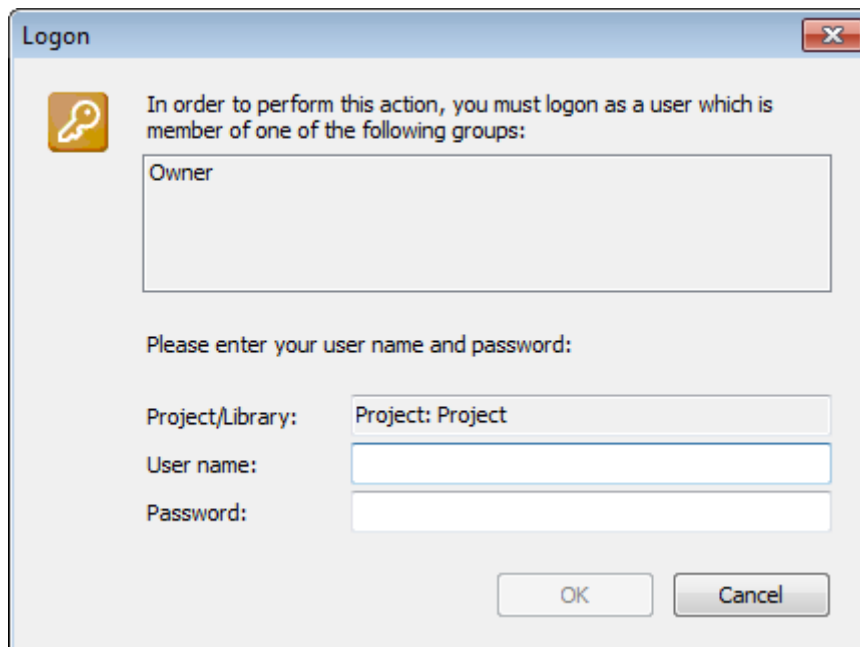 Logon
In order to perform this action, you must logon as a user which is
member of one of the following groups:
Owner
Please enter your user name and password:
Project/Library: Project: Project
User name:
Password:
OK Cancel